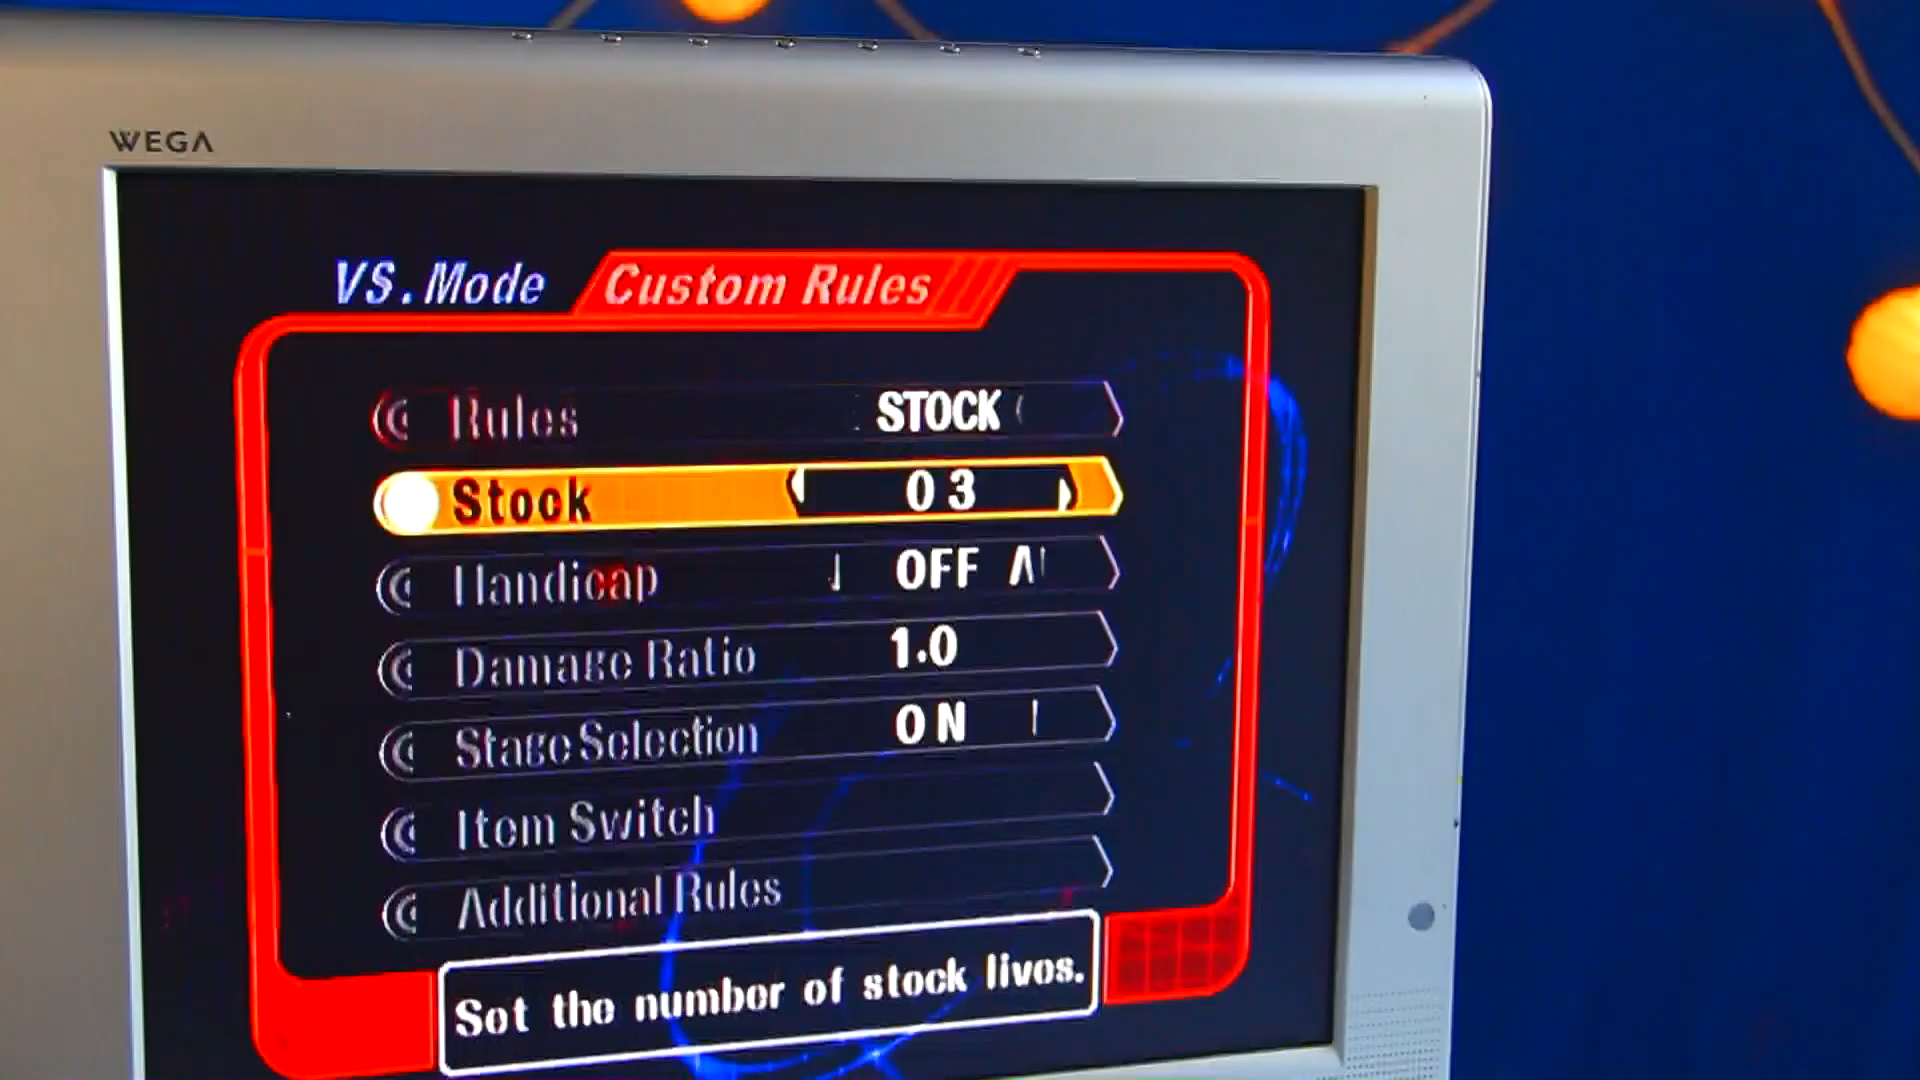 WEGA
VS. Mode Custom Rules
Rules STOCK
Stock 03
Handicap OFF
Damage Ratio 1.0
Stage Selection ON
Item Switch
Additional Rules
Set the number of stock lives.